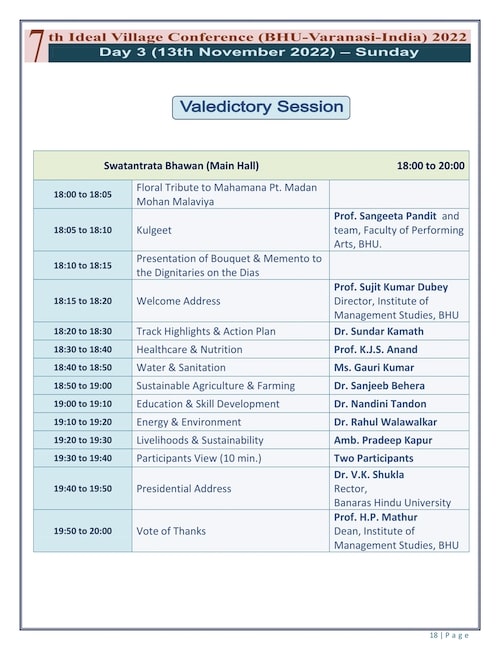 7th Ideal Village Conference (BHU-Varanasi-India) 2022
Day 3 (13th November 2022) – Sunday
Valedictory Session
Swatantrata Bhawan (Main Hall) 18:00 to 20:00
18:00 to 18:05 Floral Tribute to Mahamana Pt. Madan
Mohan Malaviya
18:05 to 18:10 Kulgeet Prof. Sangeeta Pandit and
team, Faculty of Performing
Arts, BHU.
18:10 to 18:15 Presentation of Bouquet & Memento to
the Dignitaries on the Dias
18:15 to 18:20 Welcome Address Prof. Sujit Kumar Dubey
Director, Institute of
Management Studies, BHU
18:20 to 18:30 Track Highlights & Action Plan Dr. Sundar Kamath
18:30 to 18:40 Healthcare & Nutrition Prof. K.J.S. Anand
18:40 to 18:50 Water & Sanitation Ms. Gauri Kumar
18:50 to 19:00 Sustainable Agriculture & Farming Dr. Sanjeeb Behera
19:00 to 19:10 Education & Skill Development Dr. Nandini Tandon
19:10 to 19:20 Energy & Environment Dr. Rahul Walawalkar
19:20 to 19:30 Livelihoods & Sustainability Amb. Pradeep Kapur
19:30 to 19:40 Participants View (10 min.) Two Participants
19:40 to 19:50 Presidential Address Dr. V.K. Shukla
Rector,
Banaras Hindu University
19:50 to 20:00 Vote of Thanks Prof. H.P. Mathur
Dean, Institute of
Management Studies, BHU
18 | P a g e